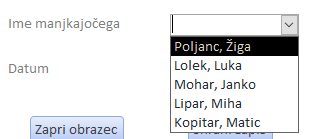 Ime manjkajočega
Poljanc, Žiga
Lolek, Luka
Mohar, Janko
Lipar, Miha
Kopitar, Matic
Datum
Zapri obrazec